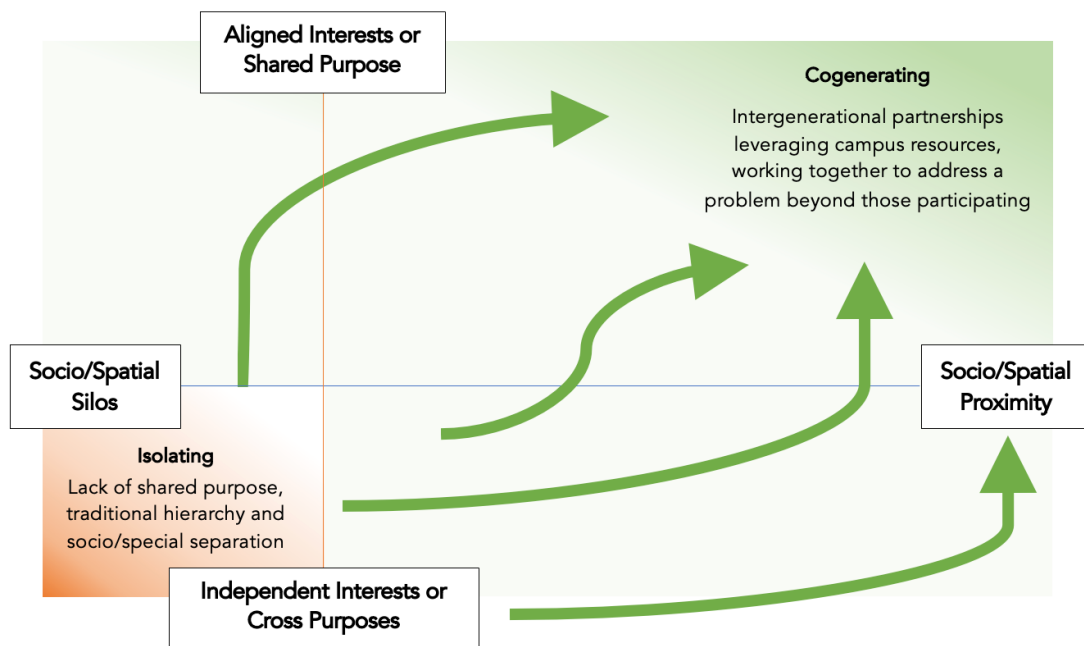 Aligned Interests or
Shared Purpose
Cogenerating
Intergenerational partnerships
leveraging campus resources,
working together to address a
problem beyond those participating
Socio/Spatial
Silos
Socio/Spatial
Proximity
Isolating
Lack of shared purpose,
traditional hierarchy and
socio/special separation
Independent Interests or
Cross Purposes